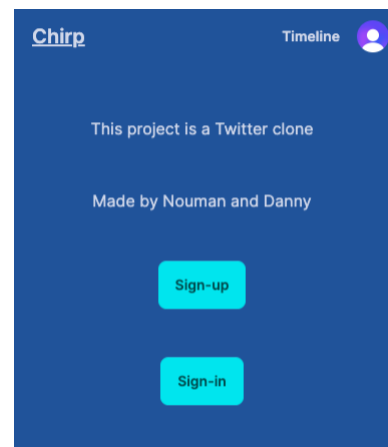 Chirp
Timeline
This project is a Twitter clone
Made by Nouman and Danny
Sign-up
Sign-in